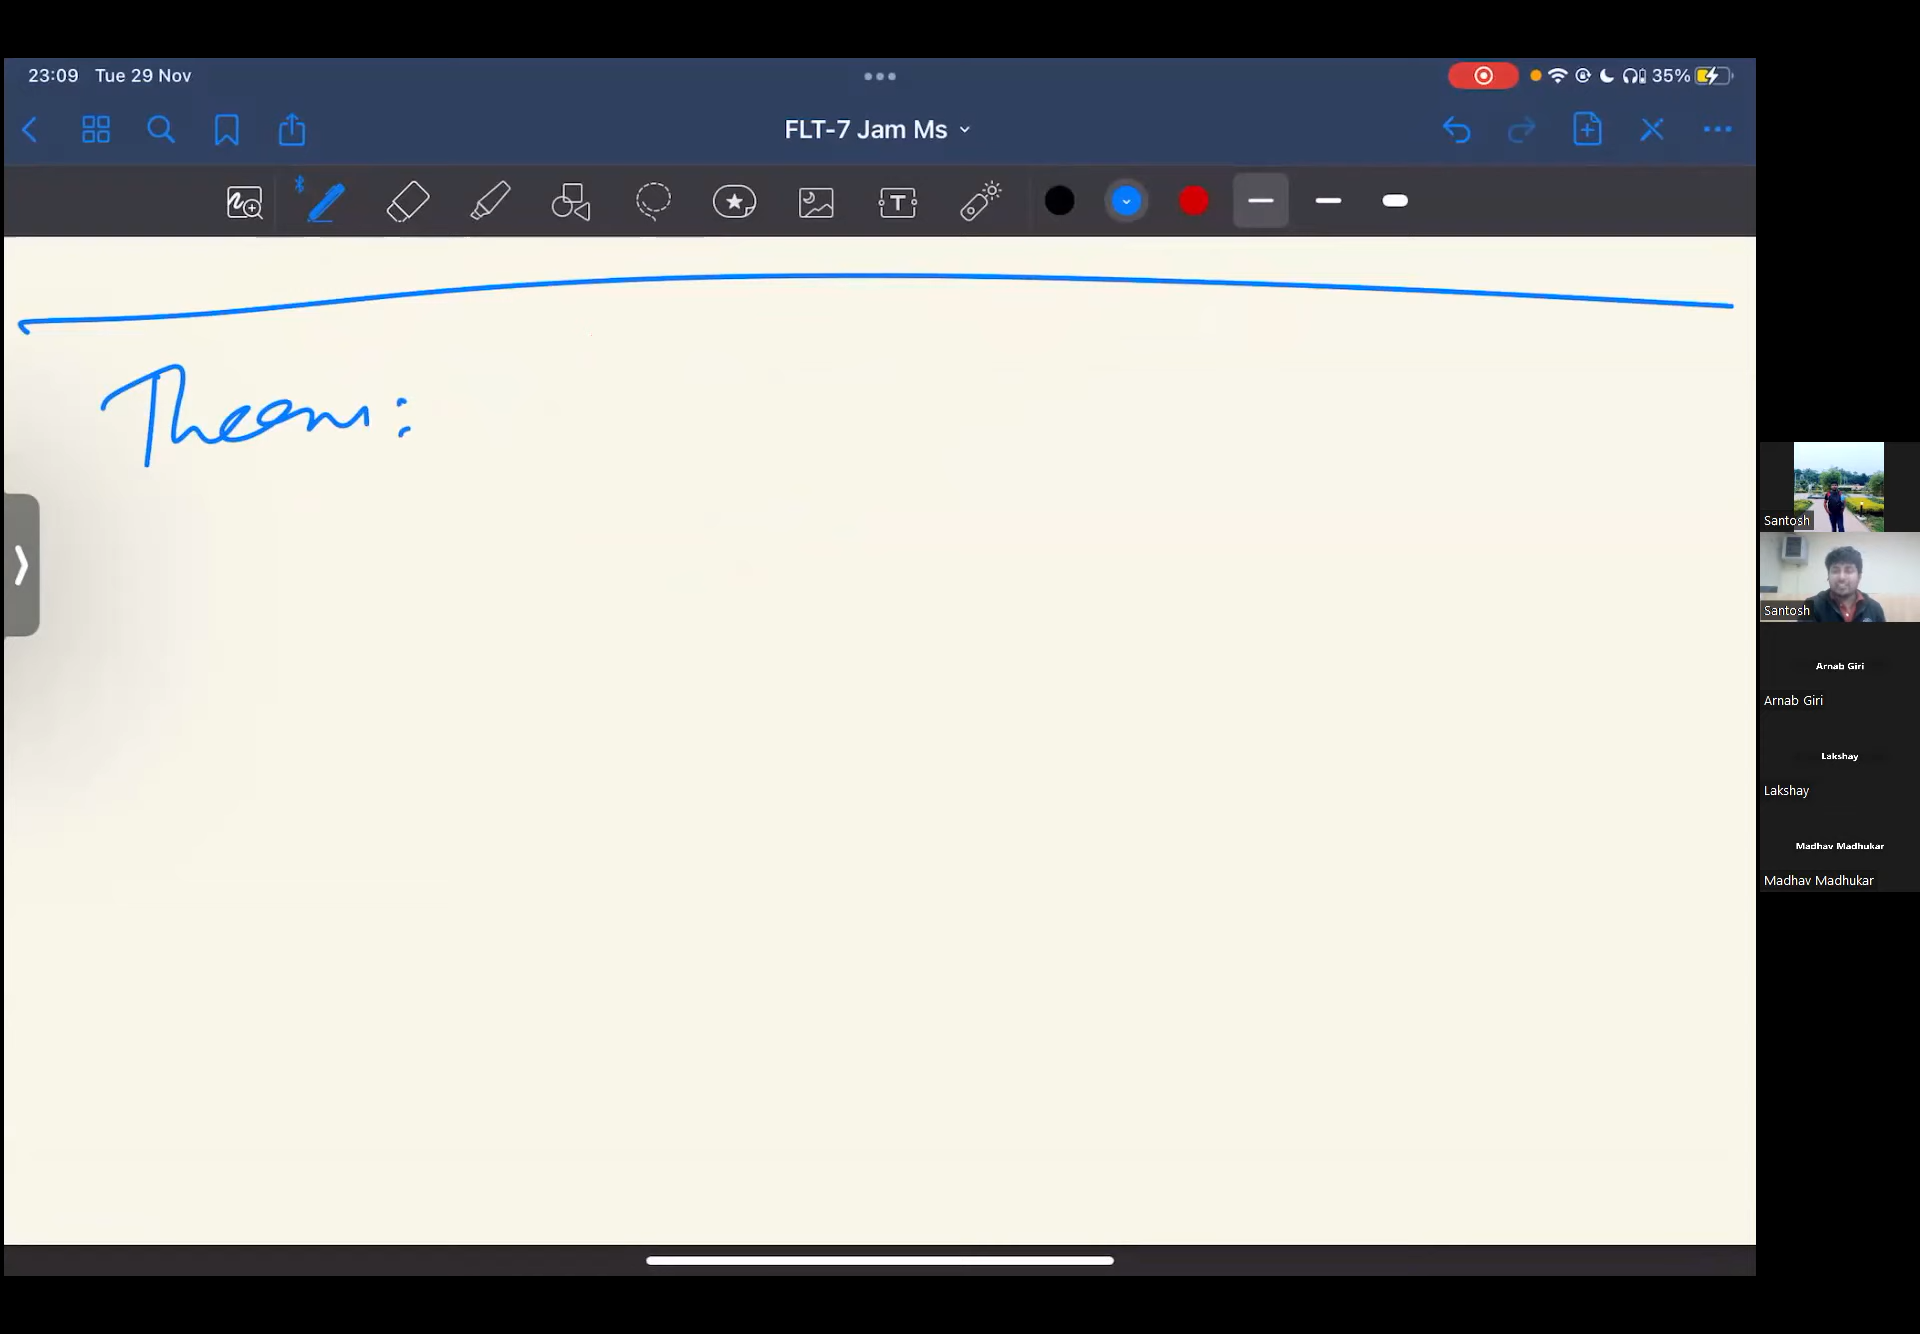 23:09 Tue 29 Nov
35%
FLT-7 Jam Ms
T
Theorm:
Santosh
Santosh
Arnab Giri
Arnab Giri
Lakshay
Lakshay
Madhav Madhukar
Madhav Madhukar